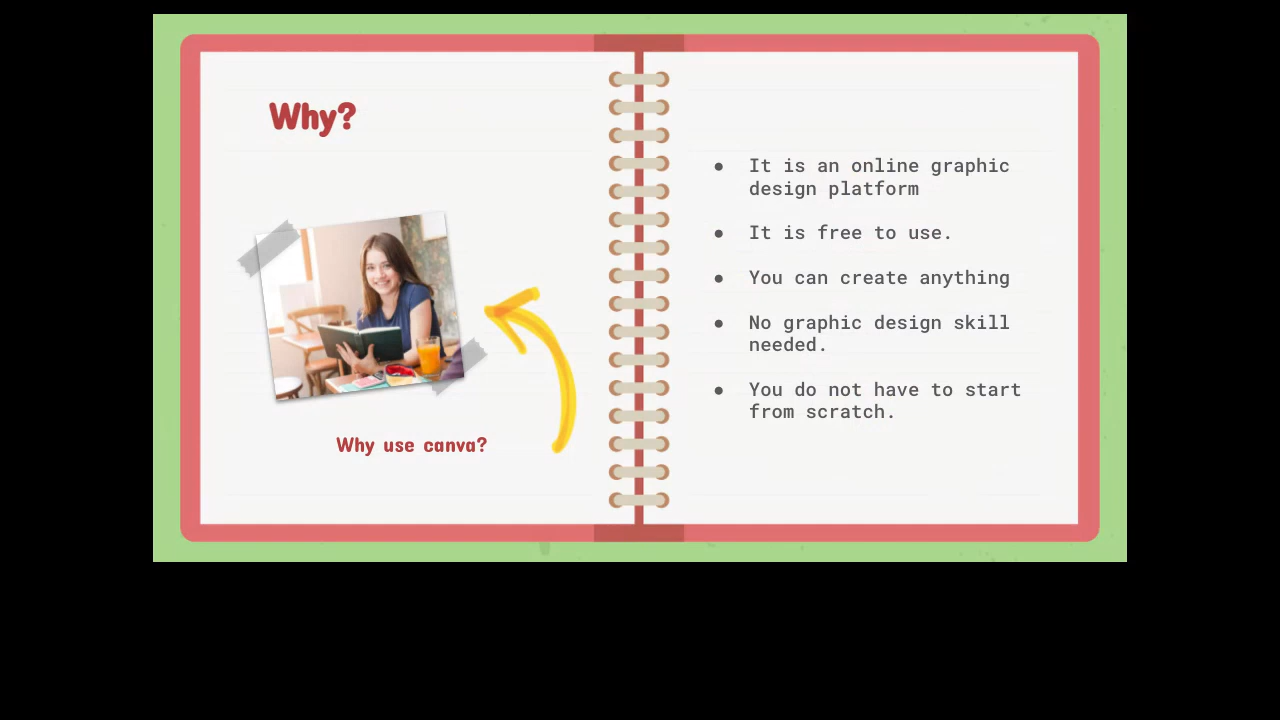 Why?
Why use canva?
● It is an online graphic
design platform
● It is free to use.
● You can create anything
● No graphic design skill
needed.
● You do not have to start
from scratch.